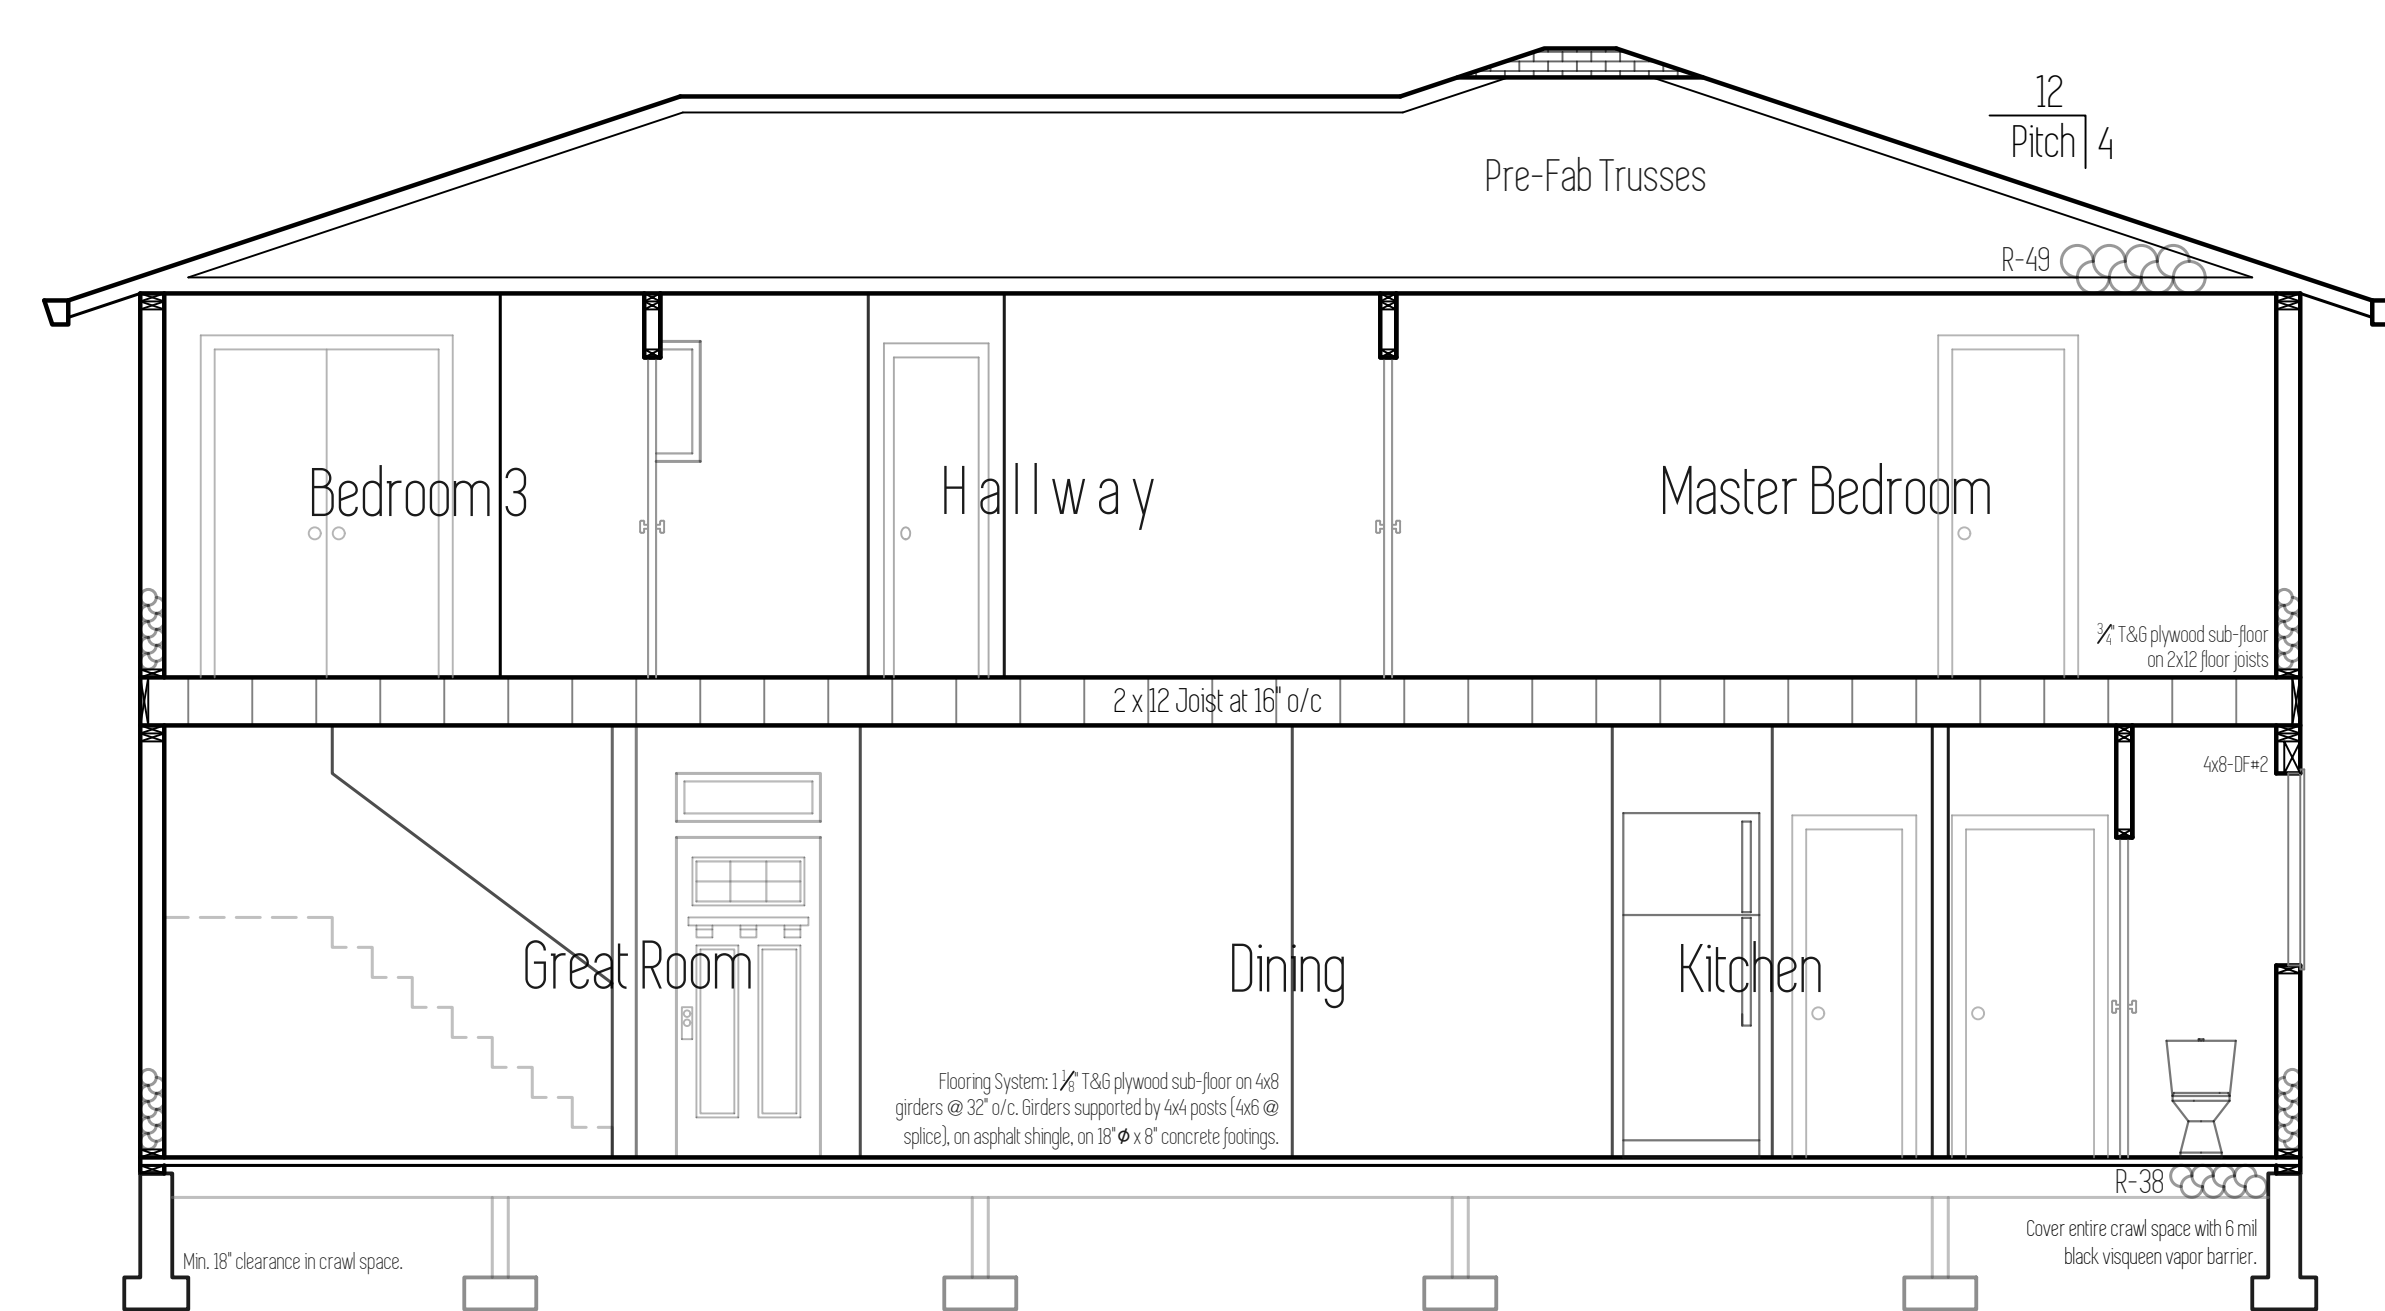 12
Pitch 4
Pre-Fab Trusses
R-49
Bedroom 3
Hallway
Master Bedroom
3/4" T&G plywood sub-floor
on 2x12 floor joists
2 x 12 Joist at 16" o/c
4x8-DF#2
Great Room
Dining
Kitchen
Flooring System: 1 1/8" T&G plywood sub-floor on 4x8
girders @ 32" o/c. Girders supported by 4x4 posts (4x6 @
splice), on asphalt shingle, on 18"ø x 8" concrete footings.
R-38
Min. 18" clearance in crawl space.
Cover entire crawl space with 6 mil
black visqueen vapor barrier.